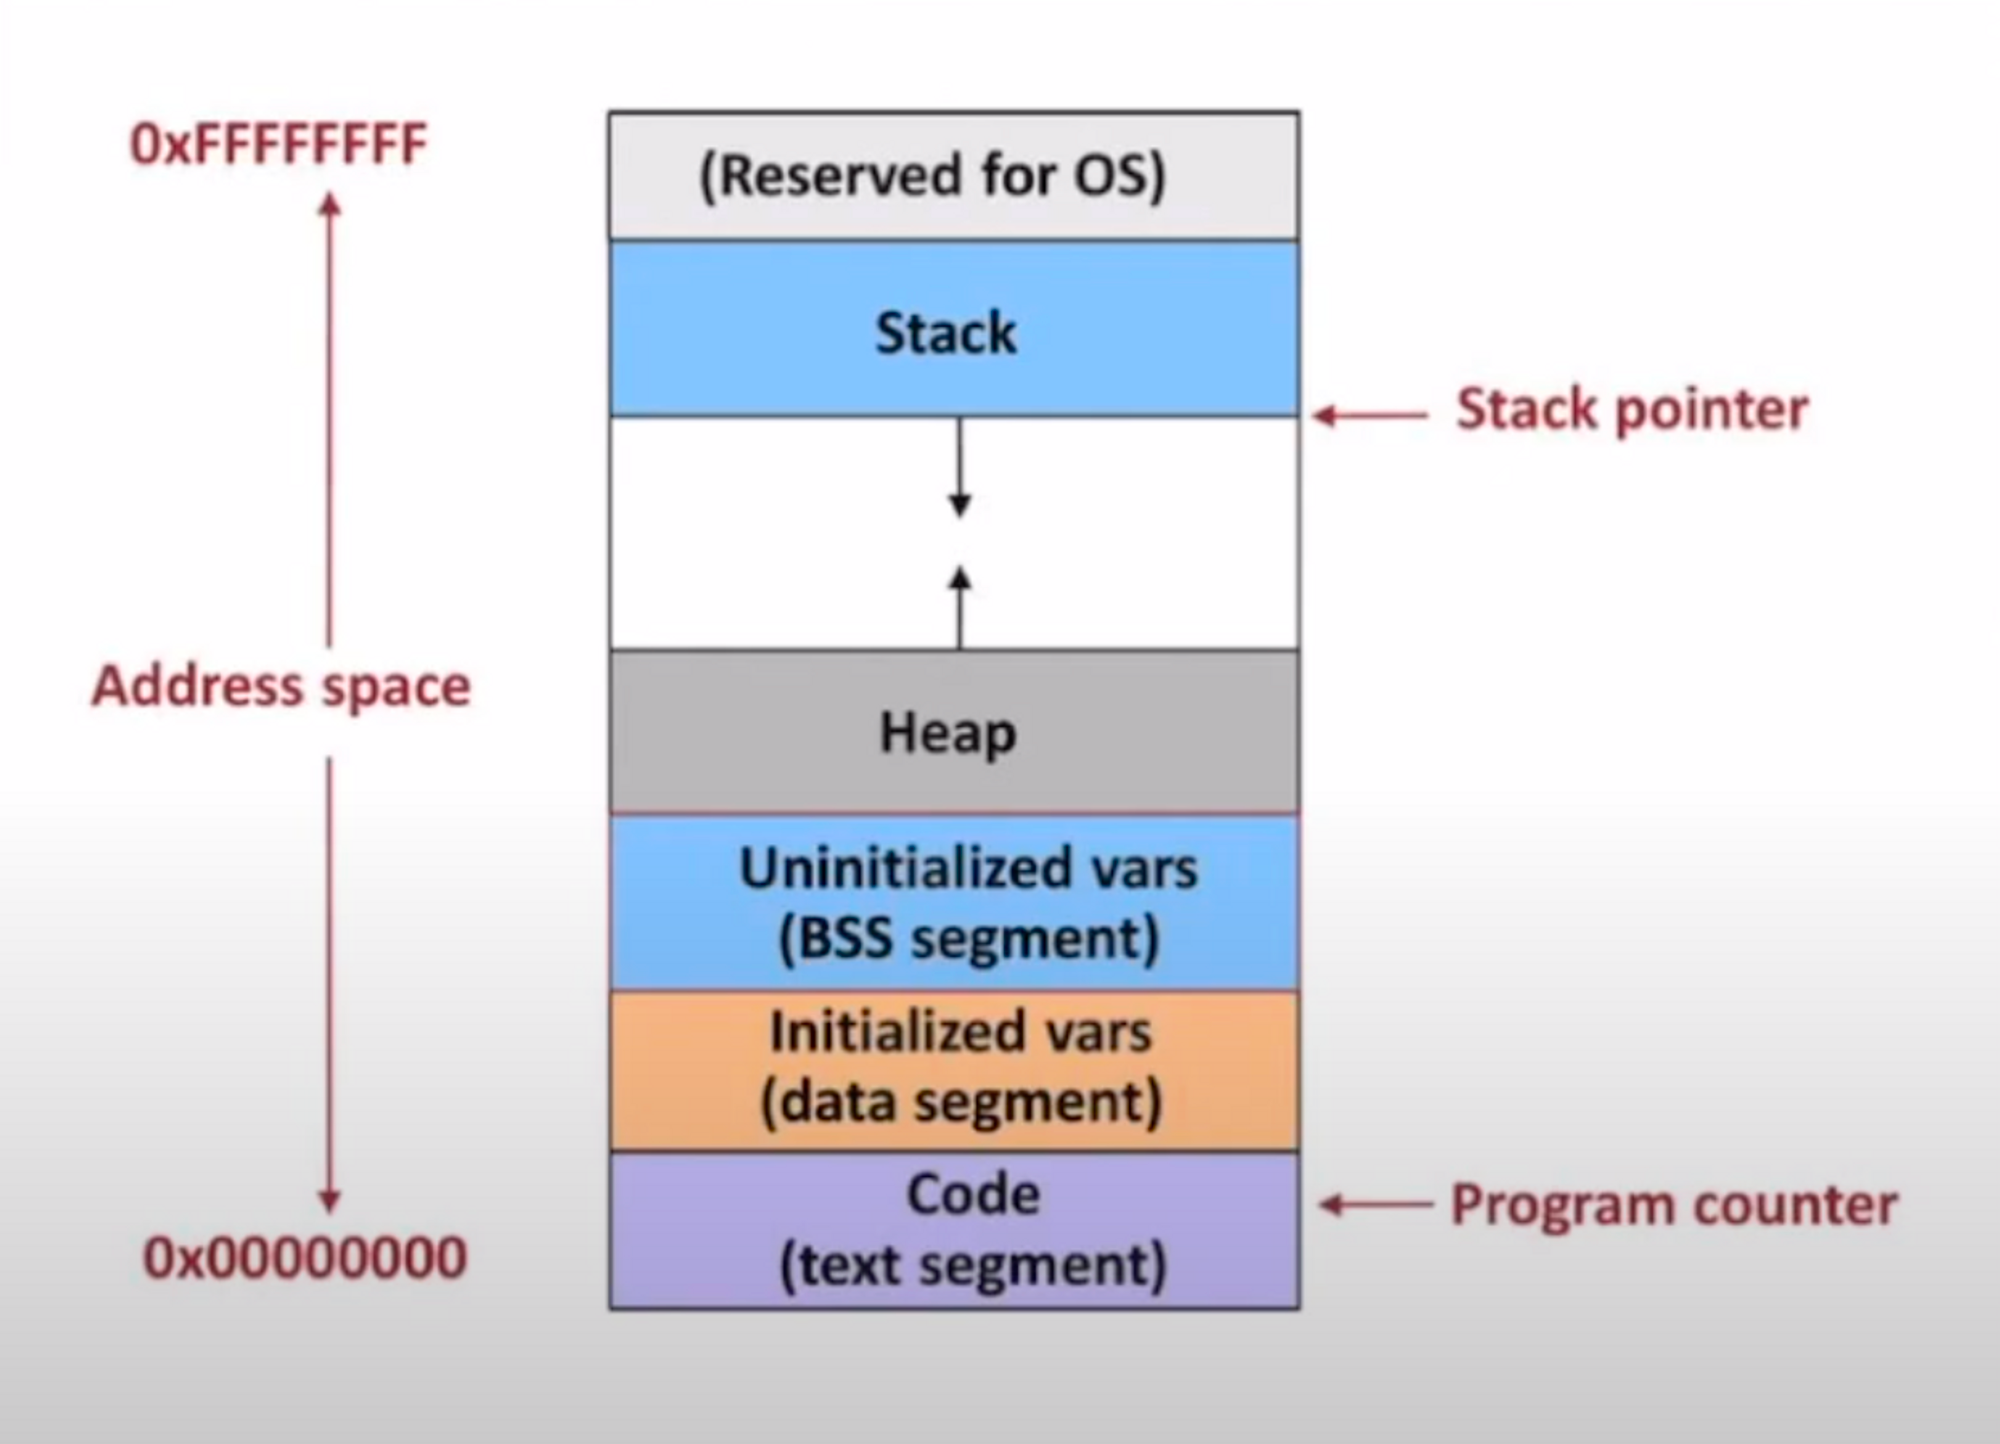 0xFFFFFFFF
(Reserved for OS)
Stack
Stack pointer
Address space
Heap
Uninitialized vars
(BSS segment)
Initialized vars
(data segment)
Code
(text segment)
Program counter
0x00000000